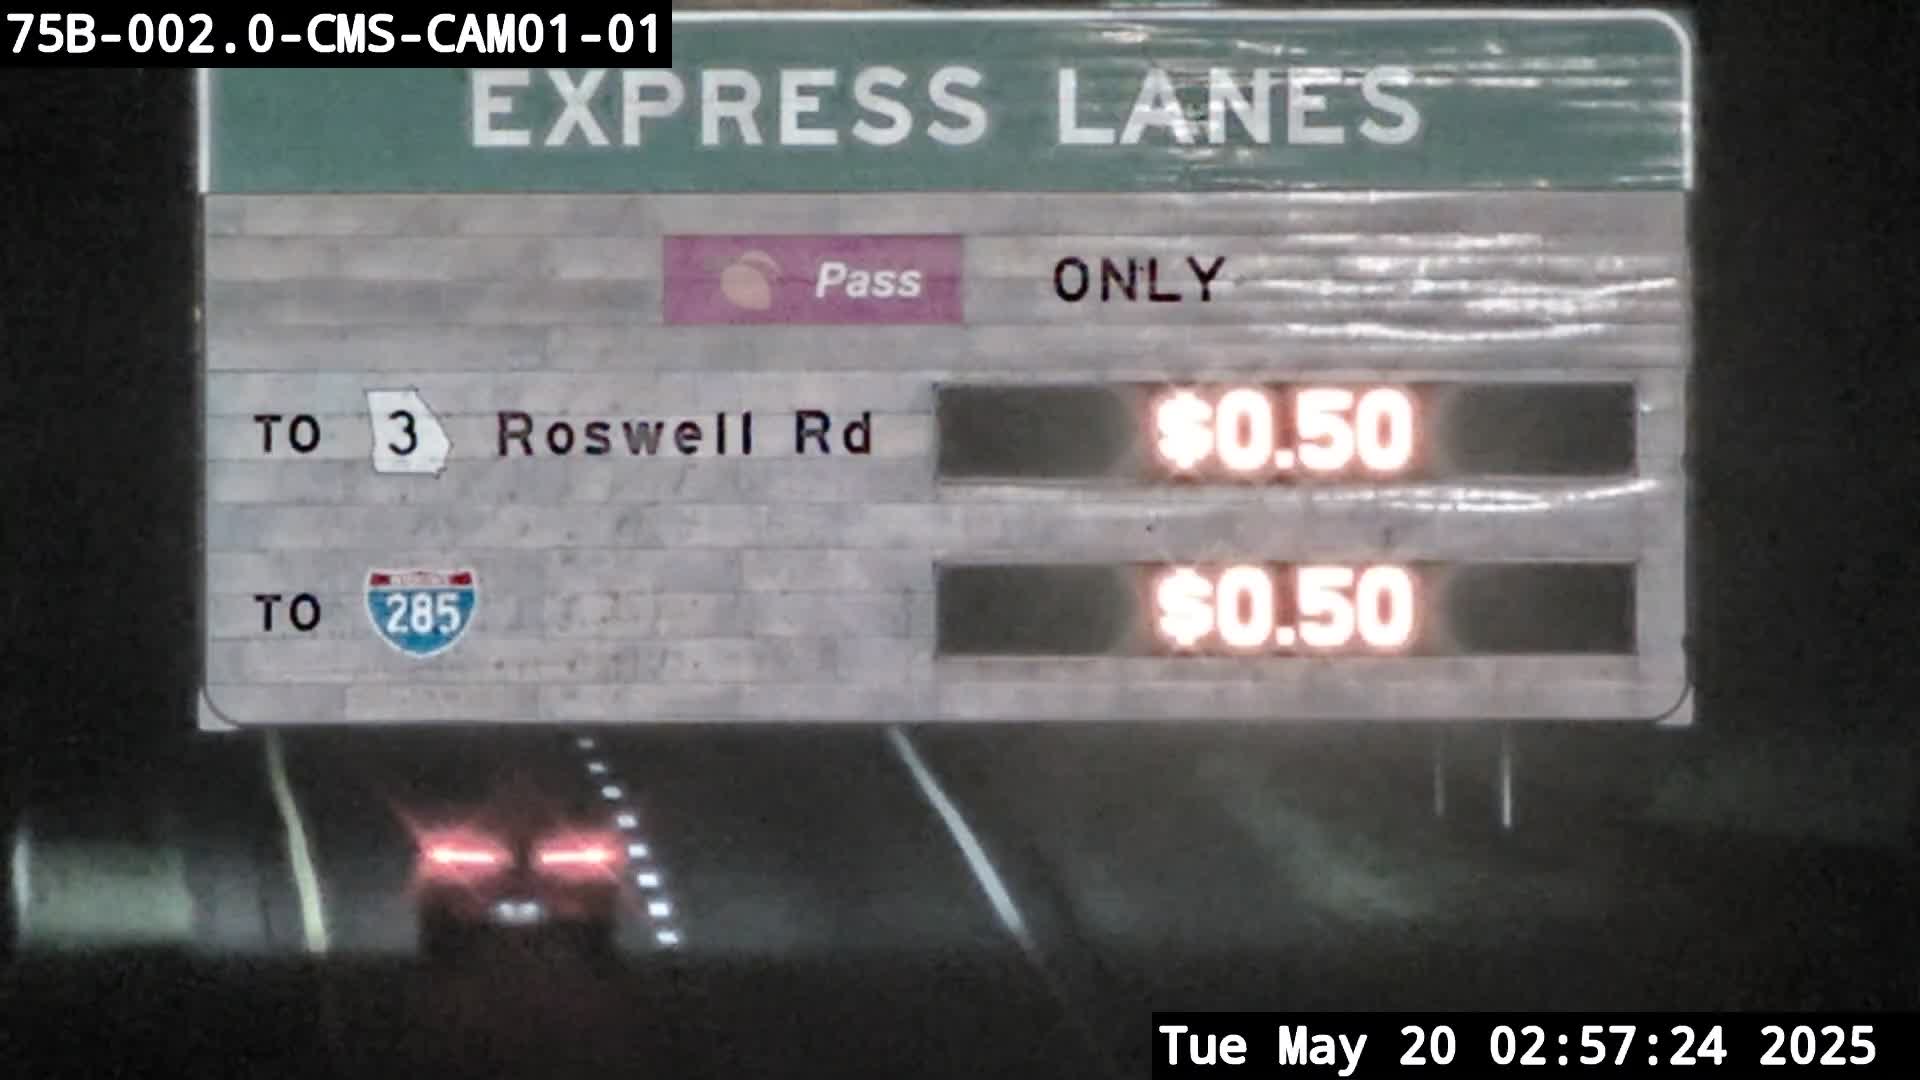 75B-002.0-CMS-CAM01-01
EXPRESS LANES
Pass ONLY
TO 3 Roswell Rd $0.50
TO 285 $0.50
Tue May 20 02:57:24 2025